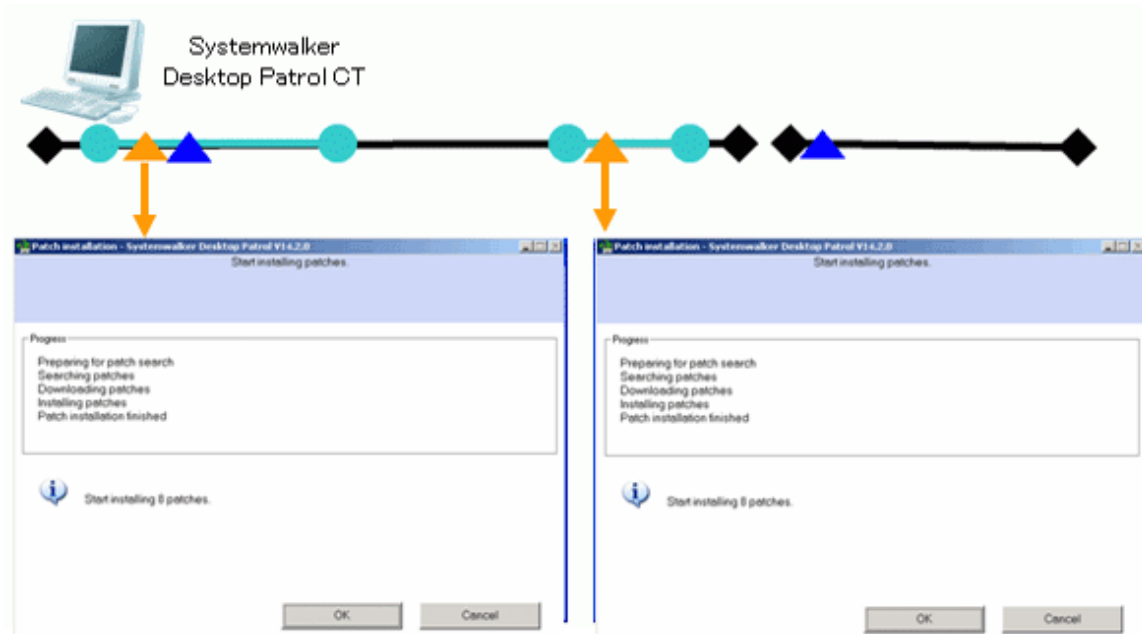 Systemwalker
Desktop Patrol CT
Patch installation - Systemwalker Desktop Patrol V14.2.0
Start installing patches.
Progress
Preparing for patch search
Searching patches
Downloading patches
Installing patches
Patch installation finished
Start installing 8 patches.
OK
Cancel
Patch installation - Systemwalker Desktop Patrol V14.2.0
Start installing patches.
Progress
Preparing for patch search
Searching patches
Downloading patches
Installing patches
Patch installation finished
Start installing 8 patches.
OK
Cancel